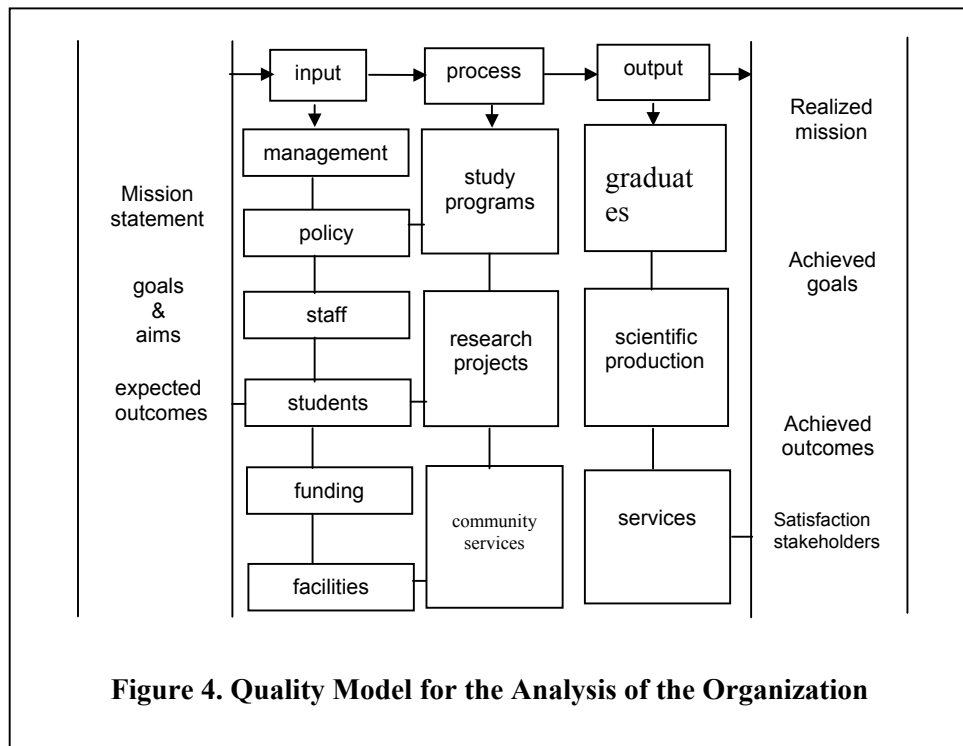 input
process
output
management
policy
staff
students
funding
facilities
study
programs
research
projects
community
services
graduat
es
scientific
production
services
Mission
statement
goals
&
aims
expected
outcomes
Realized
mission
Achieved
goals
Achieved
outcomes
Satisfaction
stakeholders
Figure 4. Quality Model for the Analysis of the Organization